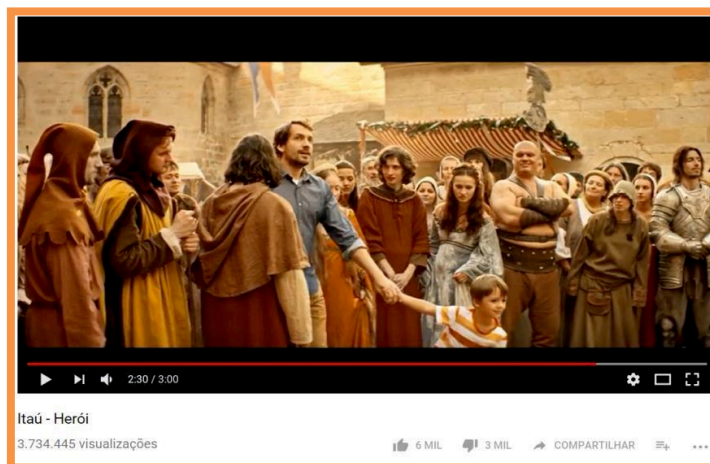 2:30 / 3:00
Itaú - Herói
3.734.445 visualizações
6 MIL 3 MIL COMPARTILHAR